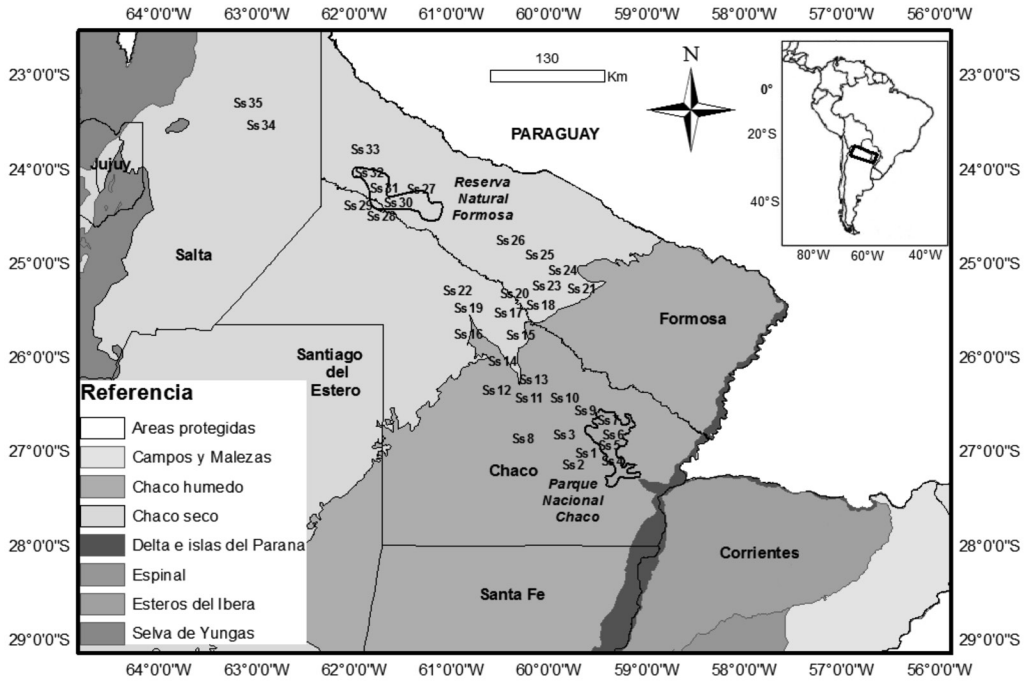 64°0'0"W 63°0'0"W 62°0'0"W 61°0'0"W 60°0'0"W 59°0'0"W 58°0'0"W 57°0'0"W 56°0'0"W
23°0'0"S
24°0'0"S
25°0'0"S
26°0'0"S
27°0'0"S
28°0'0"S
29°0'0"S
130
Km
N
PARAGUAY
0°
20°S
40°S
80°W 60°W 40°W
Ss 35
Ss 34
Jujuy
Salta
Ss 33
Ss 32
Ss 31
Ss 27
Ss 30
Ss 29
Ss 28
Reserva
Natural
Formosa
Ss 26
Ss 25
Ss 24
Ss 23
Ss 21
Ss 22
Ss 20
Ss 19
Ss 17
Ss 18
Ss 16
Ss 15
Formosa
Santiago
del
Estero
Ss 14
Ss 13
Ss 12
Ss 11
Ss 10
Ss 9
Ss 7
Ss 8
Ss 3
Ss 6
Ss 5
Ss 1
Ss 4
Ss 2
Chaco
Parque
Nacional
Chaco
Corrientes
Santa Fe
Referencia
Areas protegidas
Campos y Malezas
Chaco humedo
Chaco seco
Delta e islas del Parana
Espinal
Esteros del Ibera
Selva de Yungas
23°0'0"S
24°0'0"S
25°0'0"S
26°0'0"S
27°0'0"S
28°0'0"S
29°0'0"S
64°0'0"W 63°0'0"W 62°0'0"W 61°0'0"W 60°0'0"W 59°0'0"W 58°0'0"W 57°0'0"W 56°0'0"W